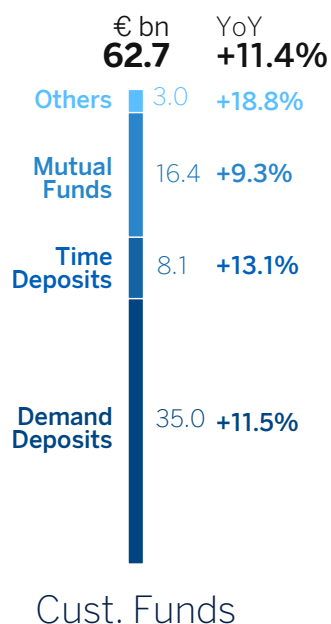 € bn YoY
62.7 +11.4%
Others 3.0 +18.8%
Mutual
Funds 16.4 +9.3%
Time
Deposits 8.1 +13.1%
Demand
Deposits 35.0 +11.5%
Cust. Funds